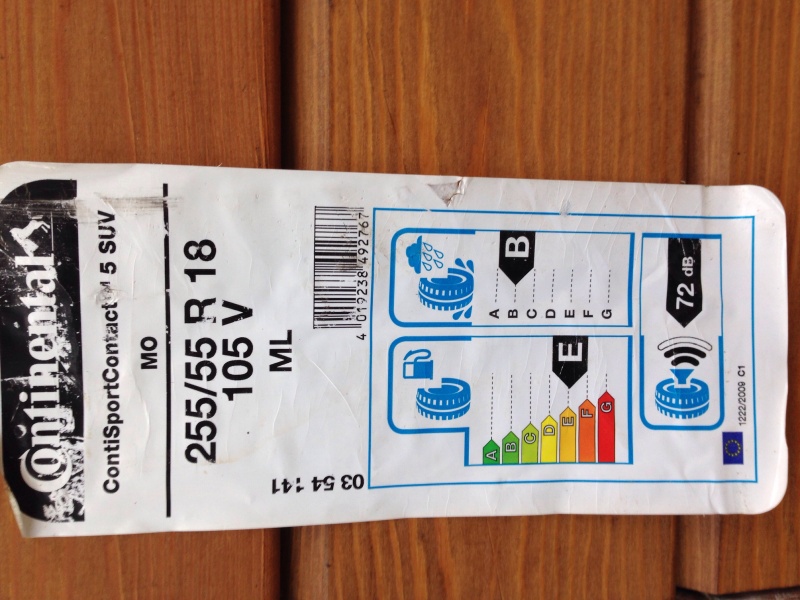 Continental
ContiSportContact 5 SUV
MO
255/55 R 18
105 V
ML
03 54 141
4 019238 492767
E
A
B
C
D
E
F
G
B
A
B
C
D
E
F
G
72 dB
1222/2009 C1